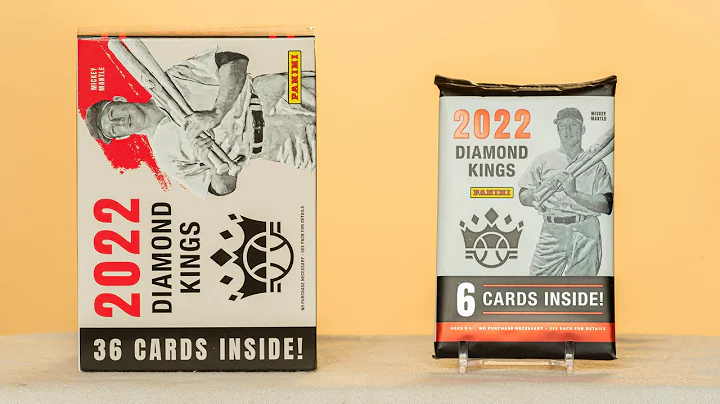 MICKEY
MANTLE
PANINI
2022
DIAMOND
KINGS
NO PURCHASE NECESSARY - SEE PACK FOR DETAILS
36 CARDS INSIDE!
2022
MICKEY
MANTLE
DIAMOND
KINGS
PANINI
6 CARDS INSIDE!
AGES 9+ NO PURCHASE NECESSARY - SEE BACK FOR DETAILS